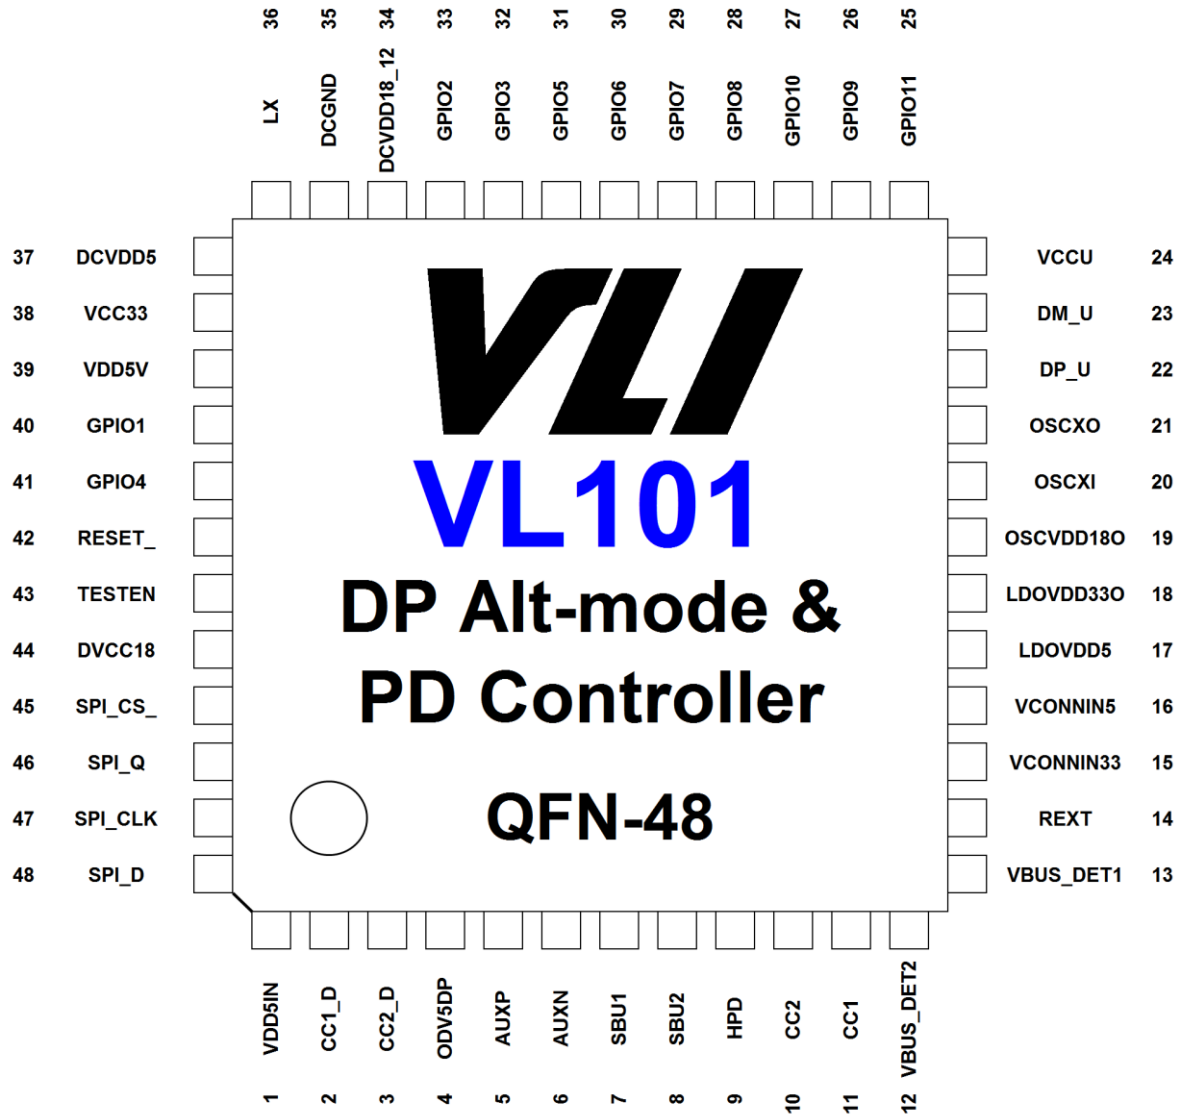 36 35 34 33 32 31 30 29 28 27 26 25
LX DCGND DCVDD18_12 GPIO2 GPIO3 GPIO5 GPIO6 GPIO7 GPIO8 GPIO10 GPIO9 GPIO11
37 DCVDD5
38 VCC33
39 VDD5V
40 GPIO1
41 GPIO4
42 RESET_
43 TESTEN
44 DVCC18
45 SPI_CS_
46 SPI_Q
47 SPI_CLK
48 SPI_D
VLI
VL101
DP Alt-mode &
PD Controller
QFN-48
VCCU 24
DM_U 23
DP_U 22
OSCXO 21
OSCXI 20
OSCVDD18O 19
LDOVDD33O 18
LDOVDD5 17
VCONNIN5 16
VCONNIN33 15
REXT 14
VBUS_DET1 13
VDD5IN CC1_D CC2_D ODV5DP AUXP AUXN SBU1 SBU2 HPD CC2 CC1 VBUS_DET2
1 2 3 4 5 6 7 8 9 10 11 12